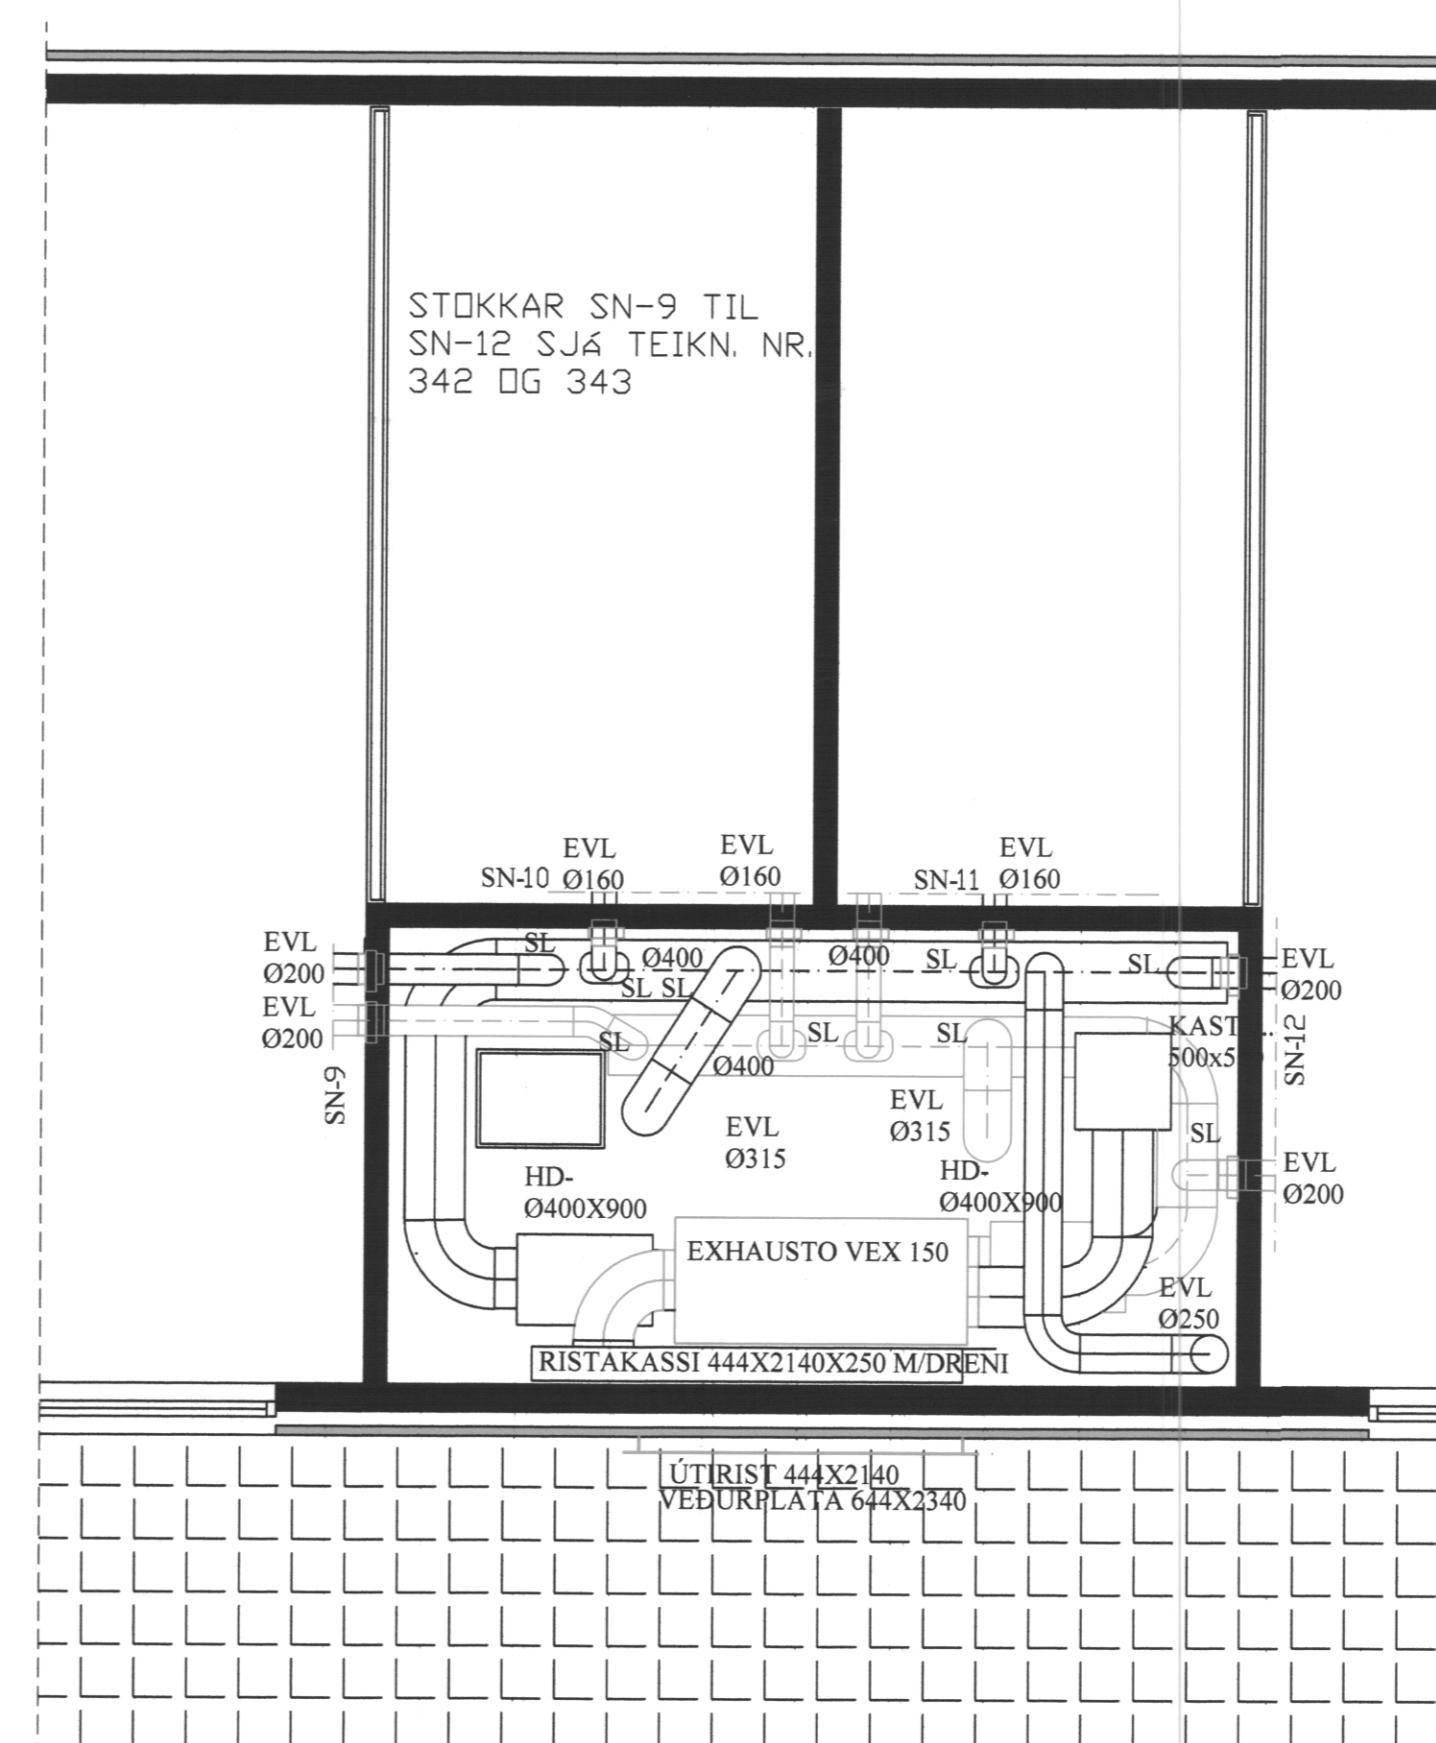 STOKKAR SN-9 TIL
SN-12 SJÁ TEIKN. NR.
342 OG 343
EVL
Ø160
SN-10
EVL
Ø160
SN-11
EVL
Ø160
EVL
Ø200
EVL
Ø200
SN-9
SL
Ø400
SL SL
Ø400
SL
SL
EVL
Ø200
SL
SL
SL
KAST
500x5
SN-12
Ø400
EVL
Ø315
EVL
Ø315
SL
EVL
Ø200
HD-
Ø400X900
HD-
Ø400X900
EXHAUSTO VEX 150
EVL
Ø250
RISTAKASSI 444X2140X250 M/DRENI
ÚTIRIST 444X2140
VEÐURPLATA 644X2340